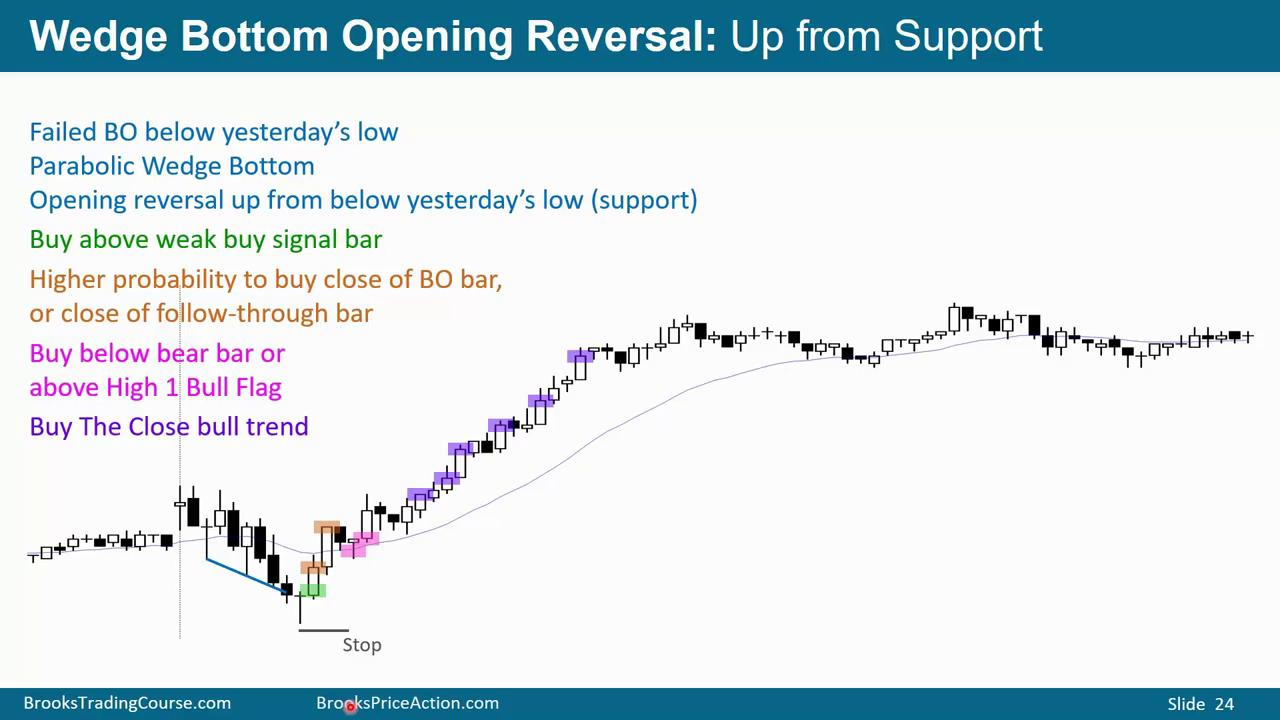 Wedge Bottom Opening Reversal: Up from Support
Failed BO below yesterday's low
Parabolic Wedge Bottom
Opening reversal up from below yesterday's low (support)
Buy above weak buy signal bar
Higher probability to buy close of BO bar,
or close of follow-through bar
Buy below bear bar or
above High 1 Bull Flag
Buy The Close bull trend
Stop
BrooksTradingCourse.com
BrooksPriceAction.com
Slide 24